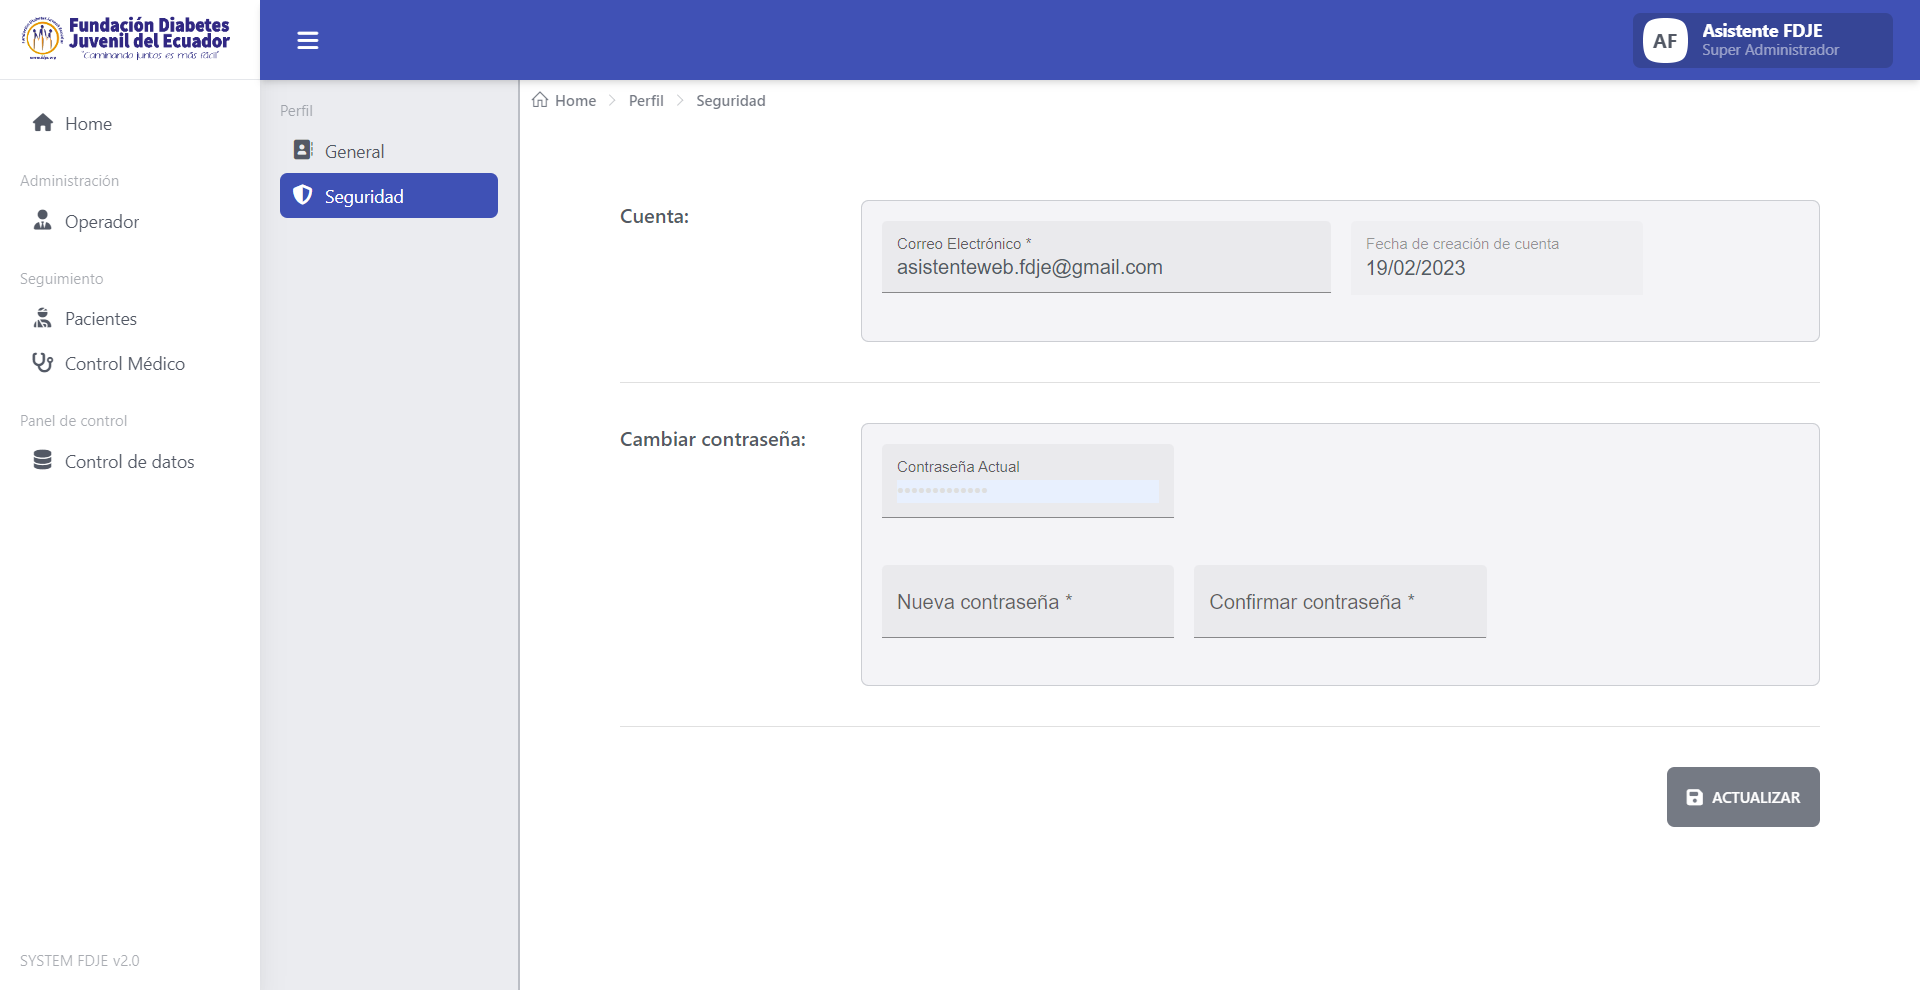 Fundación Diabetes
Juvenil del Ecuador
"Caminando juntos es más fácil"
www.fdje.org
AF
Asistente FDJE
Super Administrador
Home
Administración
Operador
Seguimiento
Pacientes
Control Médico
Panel de control
Control de datos
SYSTEM FDJE v2.0
Perfil
General
Seguridad
Home > Perfil > Seguridad
Cuenta:
Correo Electrónico *
asistenteweb.fdje@gmail.com
Fecha de creación de cuenta
19/02/2023
Cambiar contraseña:
Contraseña Actual
•••••••••••••
Nueva contraseña *
Confirmar contraseña *
ACTUALIZAR